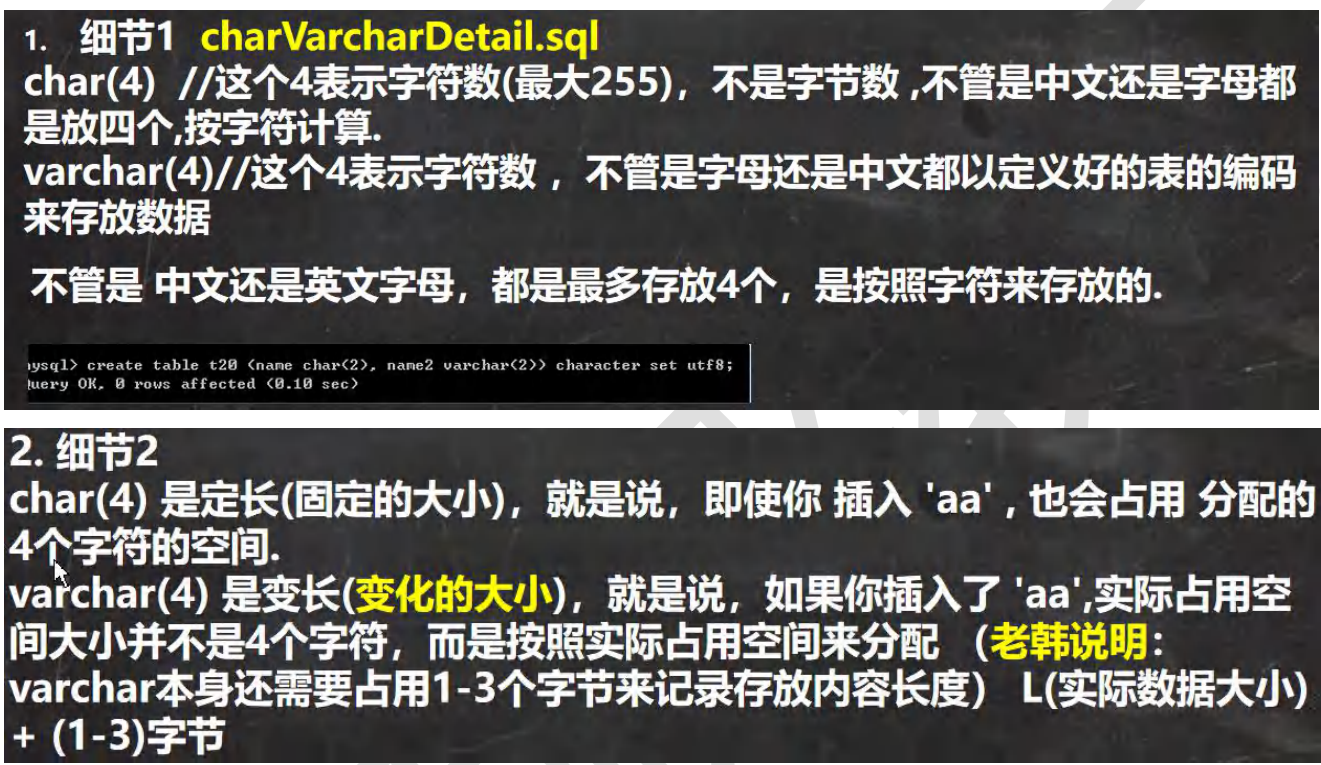 1. 细节1 charVarcharDetail.sql
char(4) //这个4表示字符数(最大255)，不是字节数 ,不管是中文还是字母都
是放四个,按字符计算.
varchar(4)//这个4表示字符数 ，不管是字母还是中文都以定义好的表的编码
来存放数据
不管是 中文还是英文字母，都是最多存放4个，是按照字符来存放的.
ysql> create table t20 (name char(2), name2 varchar(2)) character set utf8;
uery OK, 0 rows affected (0.10 sec)
2. 细节2
char(4) 是定长(固定的大小)，就是说，即使你 插入 'aa' , 也会占用 分配的
4个字符的空间.
varchar(4) 是变长(变化的大小)，就是说，如果你插入了 'aa',实际占用空
间大小并不是4个字符，而是按照实际占用空间来分配 （老韩说明：
varchar本身还需要占用1-3个字节来记录存放内容长度） L(实际数据大小)
+ (1-3)字节